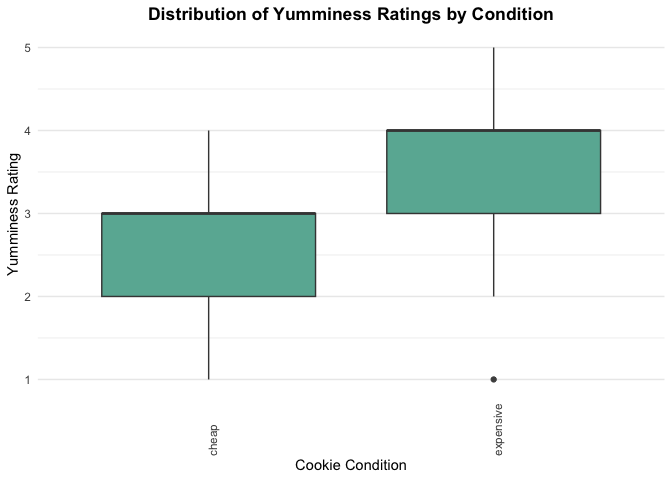 Distribution of Yumminess Ratings by Condition
Yumminess Rating
5
4
3
2
1
cheap
expensive
Cookie Condition